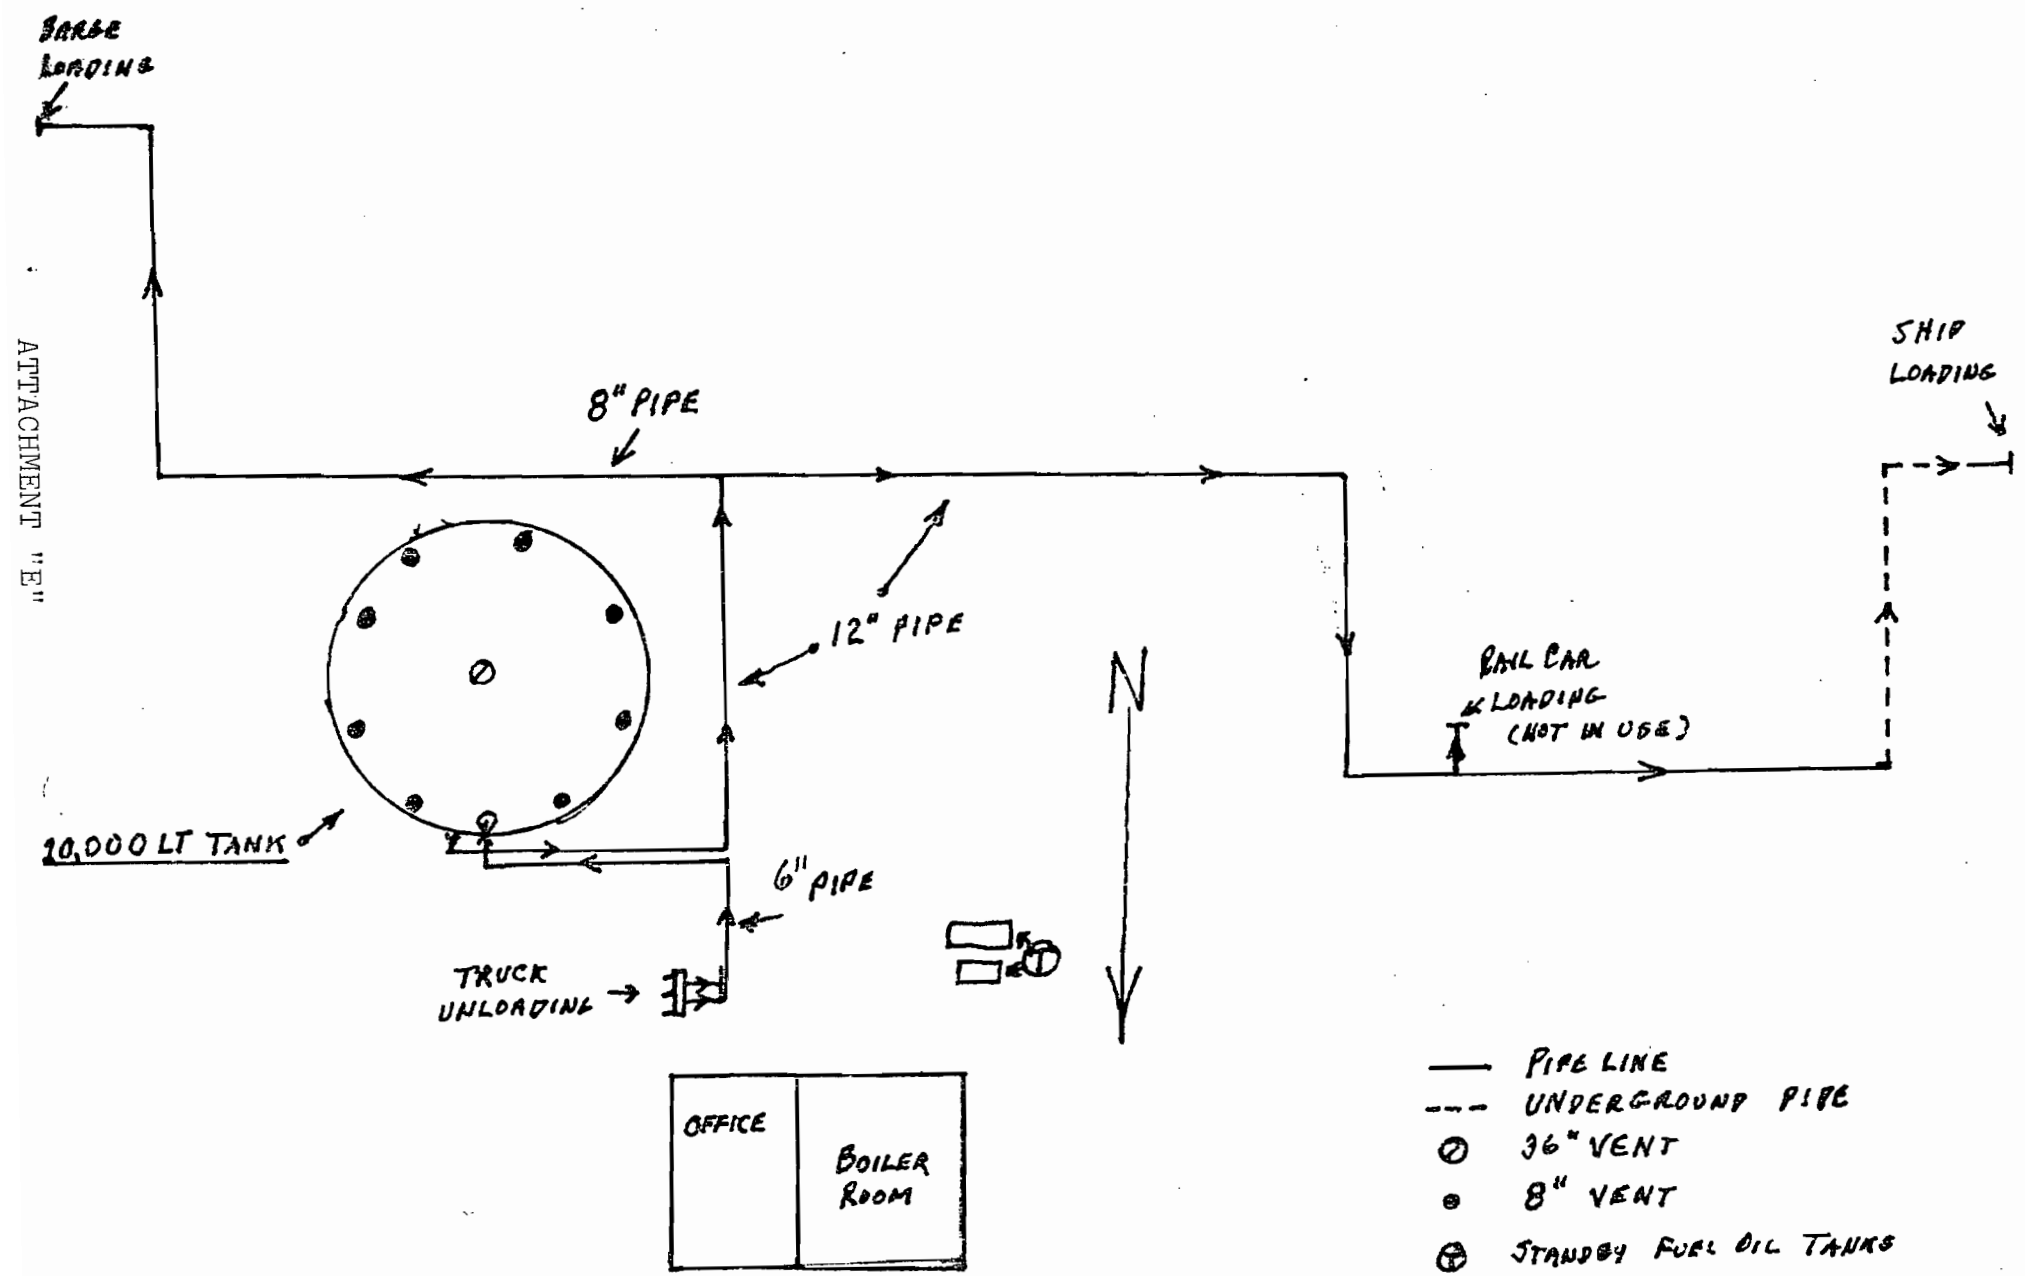 BARGE
LOADING
ATTACHMENT "E"
8" PIPE
SHIP
LOADING
12" PIPE
N
RAIL CAR
LOADING
(NOT IN USE)
10,000 LT TANK
6" PIPE
TRUCK
UNLOADING
OFFICE
BOILER
ROOM
PIPE LINE
UNDERGROUND PIPE
36" VENT
8" VENT
STANDBY FUEL OIL TANKS